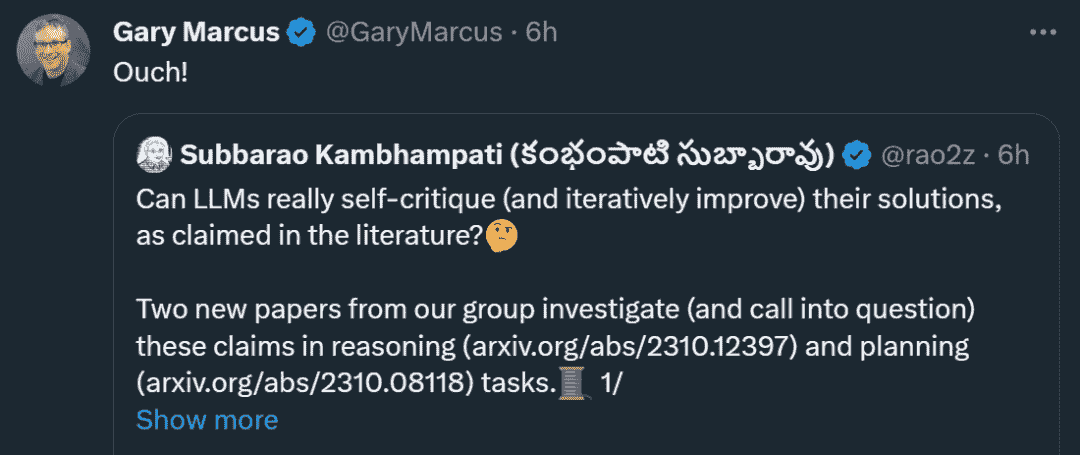 Gary Marcus @GaryMarcus · 6h
Ouch!
Subbarao Kambhampati (కంభంపాటి సుబ్బారావు) @rao2z · 6h
Can LLMs really self-critique (and iteratively improve) their solutions,
as claimed in the literature?🤔
Two new papers from our group investigate (and call into question)
these claims in reasoning (arxiv.org/abs/2310.12397) and planning
(arxiv.org/abs/2310.08118) tasks.🧵 1/
Show more